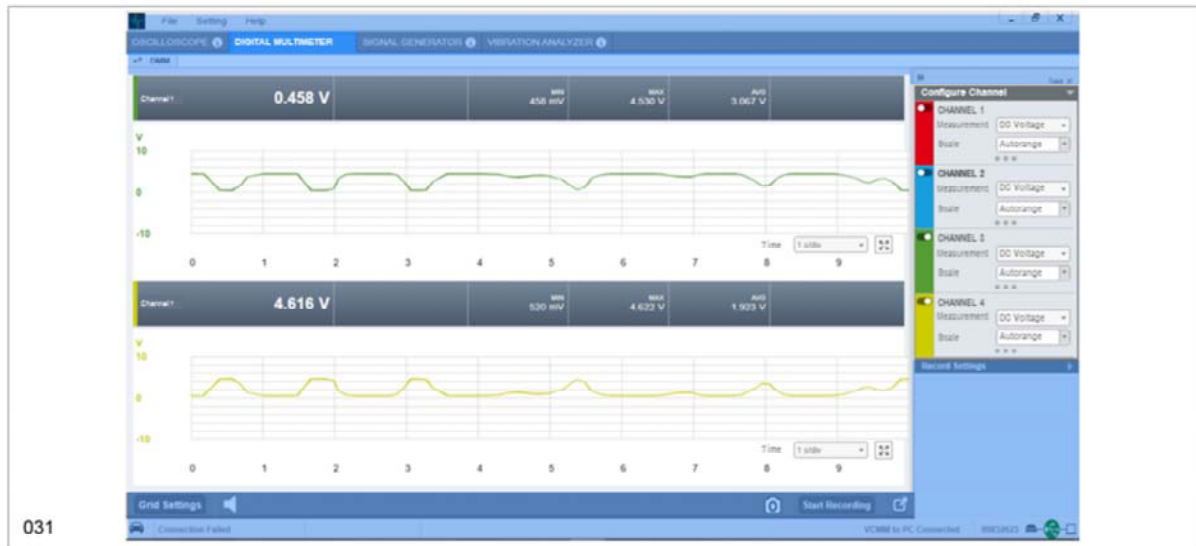 File Setting Help
OSCILLOSCOPE DIGITAL MULTIMETER SIGNAL GENERATOR VIBRATION ANALYZER
DMM
Channel 0.458 V MIN 458 mV MAX 4.530 V AVG 3.067 V
V
10
0
-10
Time 1 s/div
0 1 2 3 4 5 6 7 8 9
Channel 4.616 V MIN 520 mV MAX 4.622 V AVG 1.923 V
V
10
0
-10
Time 1 s/div
0 1 2 3 4 5 6 7 8 9
Configure Channel
CHANNEL 1
Measurement DC Voltage
Scale Autorange
CHANNEL 2
Measurement DC Voltage
Scale Autorange
CHANNEL 3
Measurement DC Voltage
Scale Autorange
CHANNEL 4
Measurement DC Voltage
Scale Autorange
Record Settings
Grid Settings Start Recording
Connection Failed VCMM to PC Connected
031